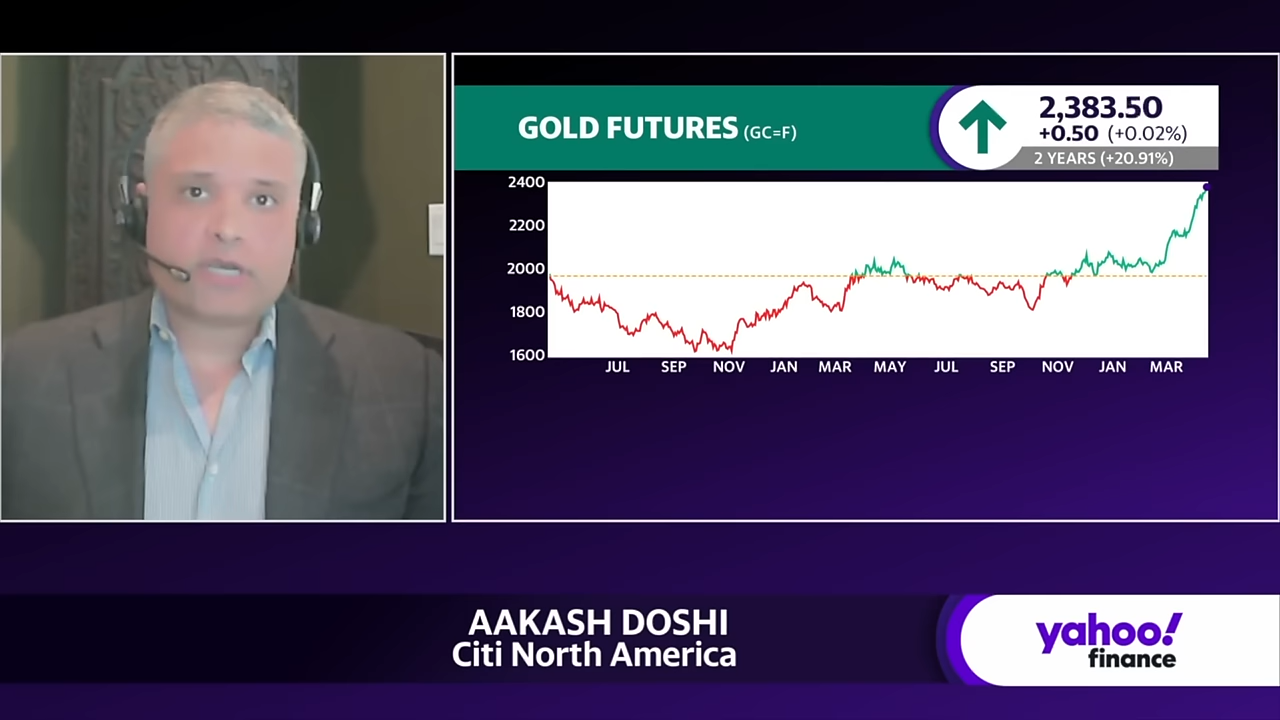 GOLD FUTURES (GC=F)
2,383.50
+0.50 (+0.02%)
2 YEARS (+20.91%)
2400
2200
2000
1800
1600
JUL SEP NOV JAN MAR MAY JUL SEP NOV JAN MAR
AAKASH DOSHI
Citi North America
yahoo!
finance